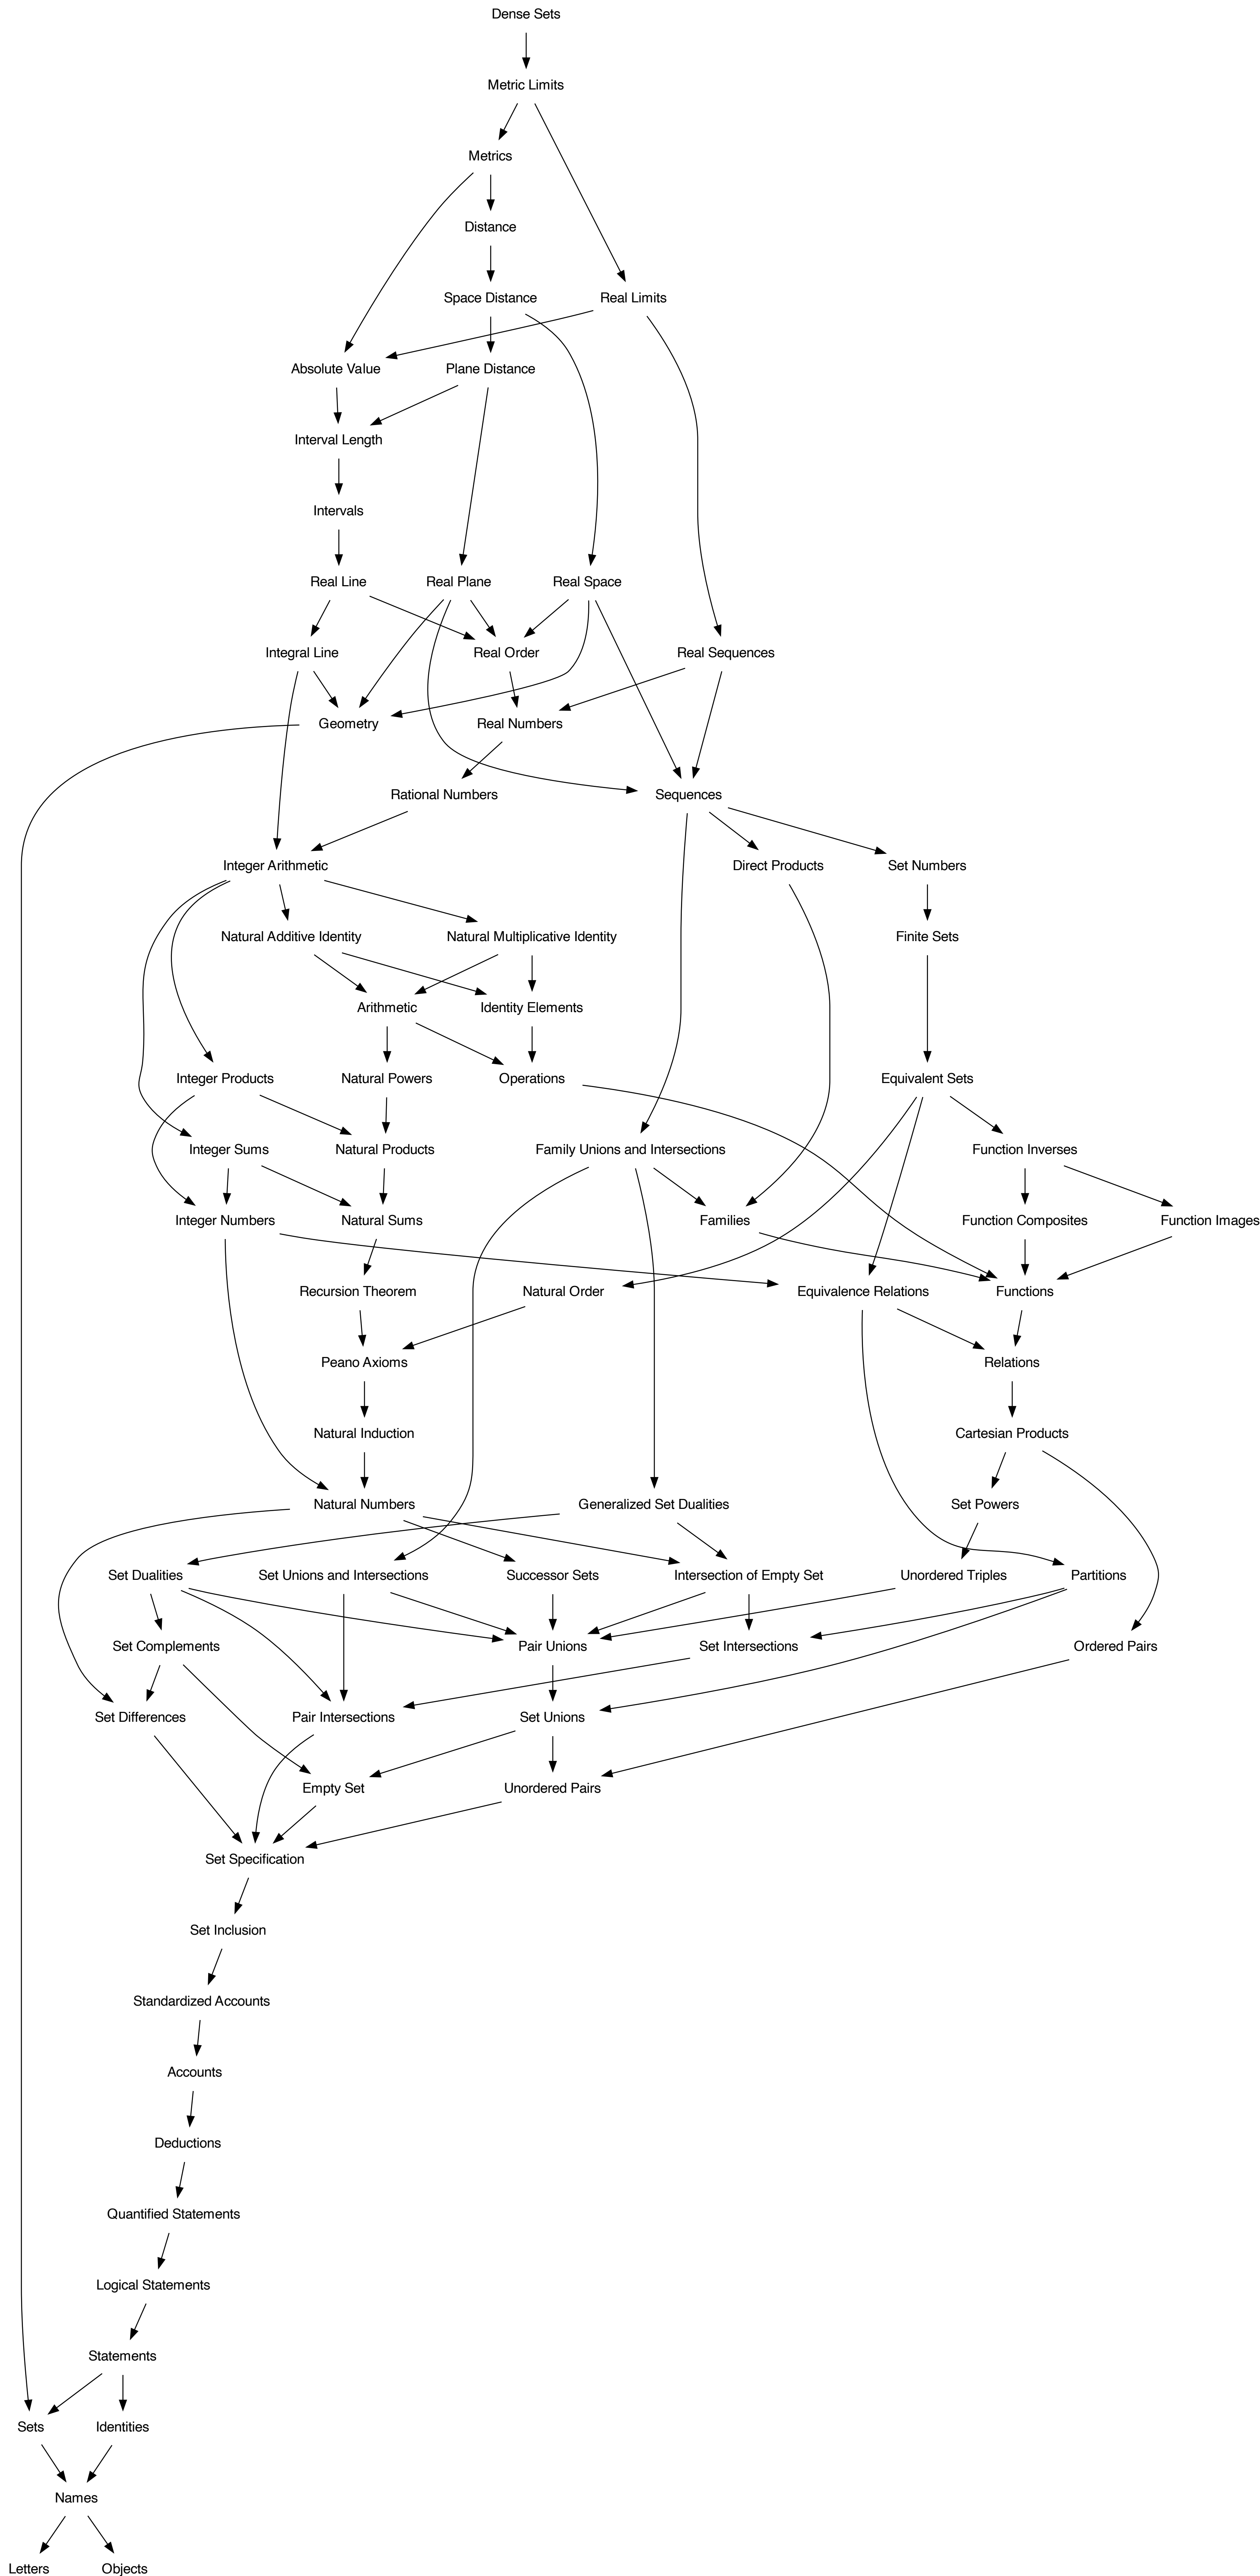 Dense Sets
Metric Limits
Metrics
Distance
Space Distance
Real Limits
Absolute Value
Plane Distance
Interval Length
Intervals
Real Line
Real Plane
Real Space
Integral Line
Real Order
Real Sequences
Geometry
Real Numbers
Rational Numbers
Sequences
Integer Arithmetic
Direct Products
Set Numbers
Natural Additive Identity
Natural Multiplicative Identity
Finite Sets
Arithmetic
Identity Elements
Integer Products
Natural Powers
Operations
Equivalent Sets
Integer Sums
Natural Products
Family Unions and Intersections
Function Inverses
Integer Numbers
Natural Sums
Families
Function Composites
Function Images
Recursion Theorem
Natural Order
Equivalence Relations
Functions
Peano Axioms
Relations
Natural Induction
Cartesian Products
Natural Numbers
Generalized Set Dualities
Set Powers
Set Dualities
Set Unions and Intersections
Successor Sets
Intersection of Empty Set
Unordered Triples
Partitions
Set Complements
Pair Unions
Set Intersections
Ordered Pairs
Set Differences
Pair Intersections
Set Unions
Empty Set
Unordered Pairs
Set Specification
Set Inclusion
Standardized Accounts
Accounts
Deductions
Quantified Statements
Logical Statements
Statements
Sets
Identities
Names
Letters
Objects